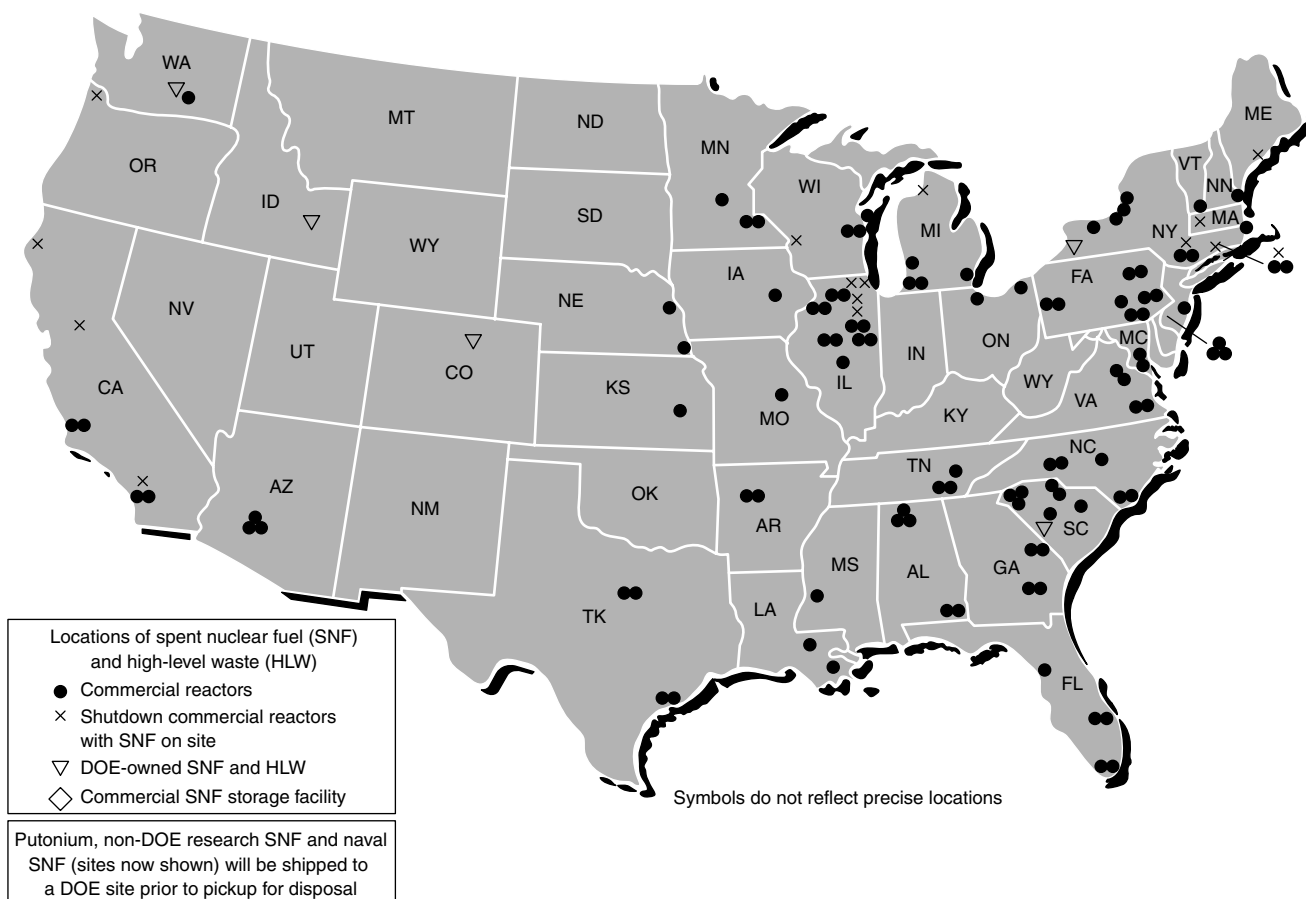 WA
MT
ND
MN
ME
VT
NN
OR
ID
WI
MA
SD
MI
NY
WY
IA
FA
NE
NV
UT
CO
IN
ON
MC
WY
IL
CA
KS
MO
KY
VA
TN
NC
AZ
NM
OK
AR
SC
MS
AL
GA
TK
LA
FL
Locations of spent nuclear fuel (SNF)
and high-level waste (HLW)
Commercial reactors
× Shutdown commercial reactors
with SNF on site
DOE-owned SNF and HLW
Commercial SNF storage facility
Symbols do not reflect precise locations
Putonium, non-DOE research SNF and naval
SNF (sites now shown) will be shipped to
a DOE site prior to pickup for disposal